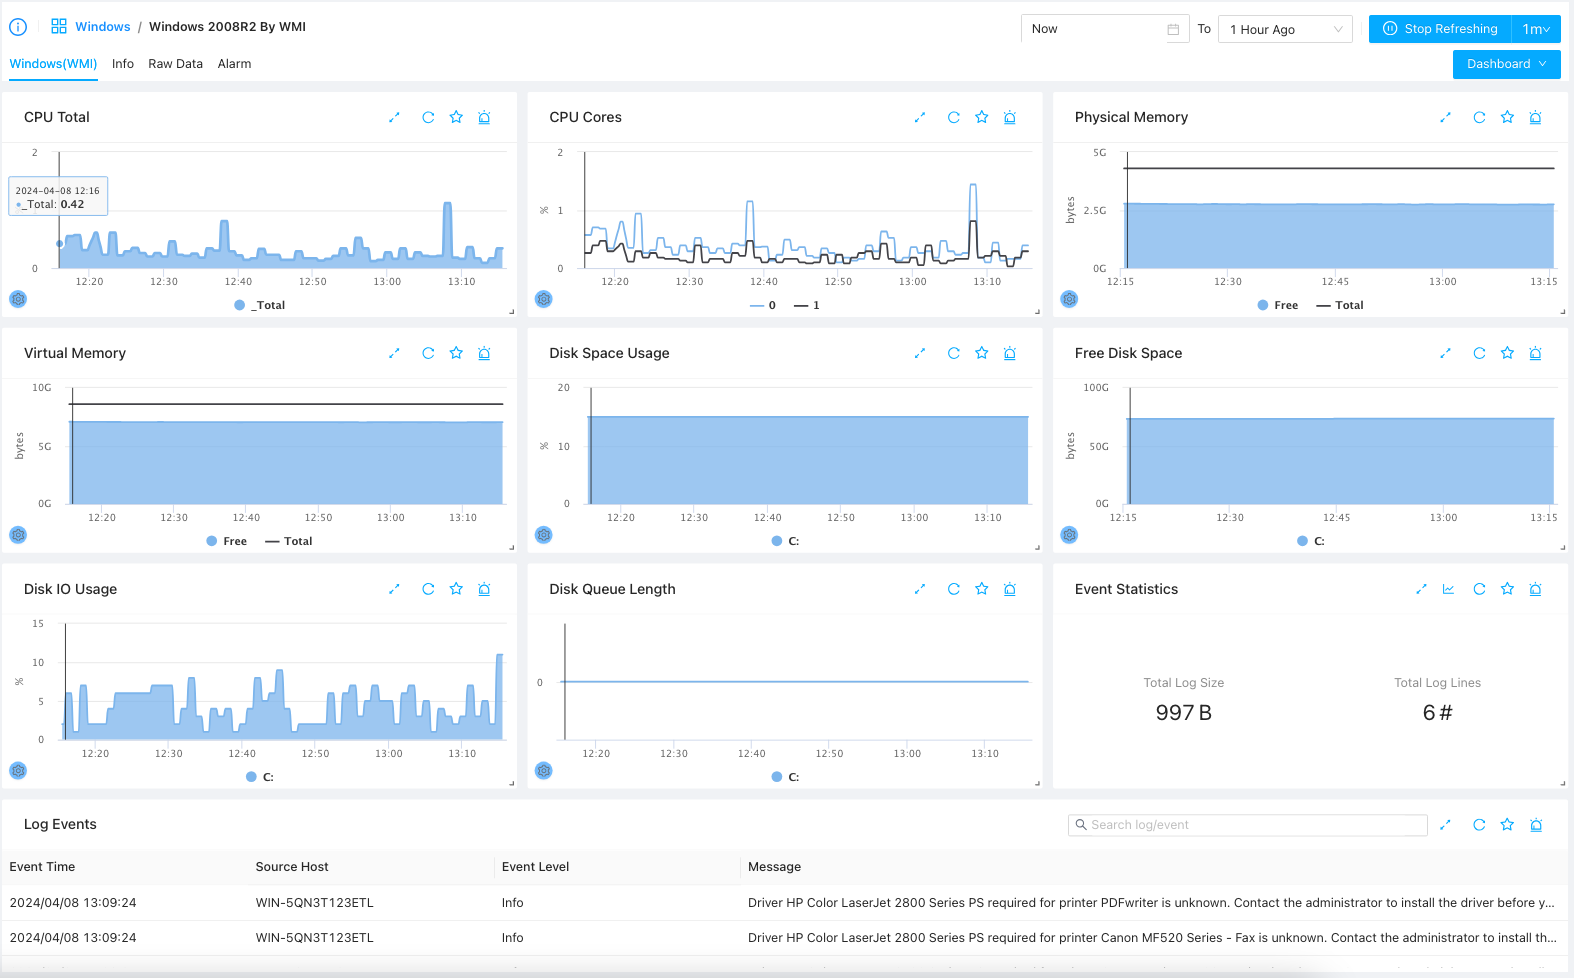 Windows / Windows 2008R2 By WMI
Now To 1 Hour Ago Stop Refreshing 1m
Windows(WMI) Info Raw Data Alarm Dashboard
CPU Total
2
0
2024-04-08 12:16
_Total: 0.42
12:20 12:30 12:40 12:50 13:00 13:10
_Total
CPU Cores
2
% 1
0
12:20 12:30 12:40 12:50 13:00 13:10
0 1
Physical Memory
5G
bytes 2.5G
0G
12:15 12:30 12:45 13:00 13:15
Free Total
Virtual Memory
10G
bytes 5G
0G
12:20 12:30 12:40 12:50 13:00 13:10
Free Total
Disk Space Usage
20
% 10
0
12:20 12:30 12:40 12:50 13:00 13:10
C:
Free Disk Space
100G
bytes 50G
0G
12:15 12:30 12:45 13:00 13:15
C:
Disk IO Usage
15
10
%
5
0
12:20 12:30 12:40 12:50 13:00 13:10
C:
Disk Queue Length
0
12:20 12:30 12:40 12:50 13:00 13:10
C:
Event Statistics
Total Log Size Total Log Lines
997 B 6 #
Log Events Search log/event
Event Time Source Host Event Level Message
2024/04/08 13:09:24 WIN-5QN3T123ETL Info Driver HP Color LaserJet 2800 Series PS required for printer PDFwriter is unknown. Contact the administrator to install the driver before y...
2024/04/08 13:09:24 WIN-5QN3T123ETL Info Driver HP Color LaserJet 2800 Series PS required for printer Canon MF520 Series - Fax is unknown. Contact the administrator to install th...